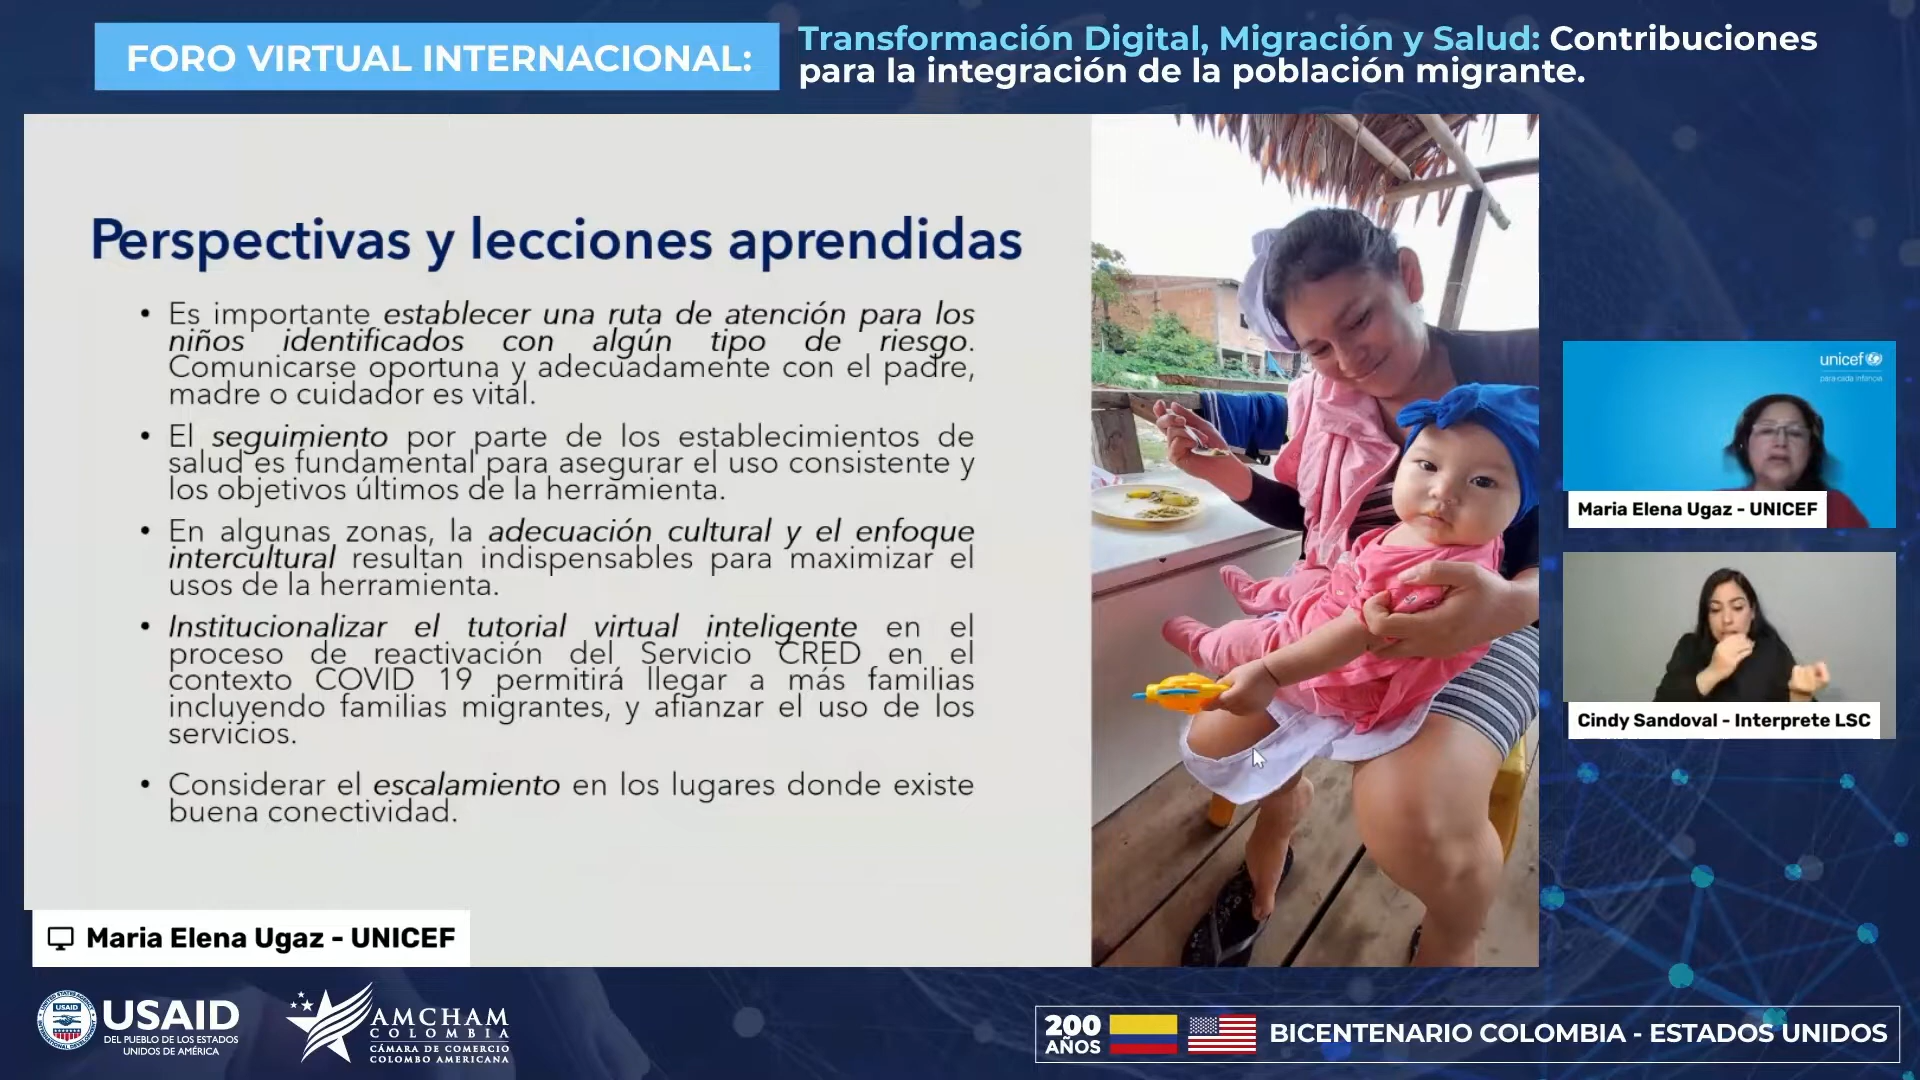 FORO VIRTUAL INTERNACIONAL:
Transformación Digital, Migración y Salud: Contribuciones
para la integración de la población migrante.
Perspectivas y lecciones aprendidas
• Es importante establecer una ruta de atención para los
niños identificados con algún tipo de riesgo.
Comunicarse oportuna y adecuadamente con el padre,
madre o cuidador es vital.
• El seguimiento por parte de los establecimientos de
salud es fundamental para asegurar el uso consistente y
los objetivos últimos de la herramienta.
• En algunas zonas, la adecuación cultural y el enfoque
intercultural resultan indispensables para maximizar el
usos de la herramienta.
• Institucionalizar el tutorial virtual inteligente en el
proceso de reactivación del Servicio CRED en el
contexto COVID 19 permitirá llegar a más familias
incluyendo familias migrantes, y afianzar el uso de los
servicios.
• Considerar el escalamiento en los lugares donde existe
buena conectividad.
unicef
para cada infancia
Maria Elena Ugaz - UNICEF
Cindy Sandoval - Interprete LSC
Maria Elena Ugaz - UNICEF
USAID
USAID
DEL PUEBLO DE LOS ESTADOS
UNIDOS DE AMÉRICA
AMCHAM
COLOMBIA
CÁMARA DE COMERCIO
COLOMBO AMERICANA
200
AÑOS
BICENTENARIO COLOMBIA - ESTADOS UNIDOS